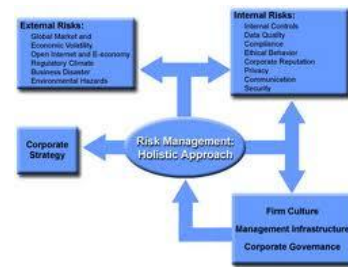 External Risks:
Global Market and
Economic Volatility
Open Internet and E-economy
Regulatory Climate
Business Disaster
Environmental Hazards
Internal Risks:
Internal Controls
Data Quality
Compliance
Ethical Behavior
Corporate Reputation
Privacy
Communication
Security
Corporate
Strategy
Risk Management:
Holistic Approach
Firm Culture
Management Infrastructure
Corporate Governance